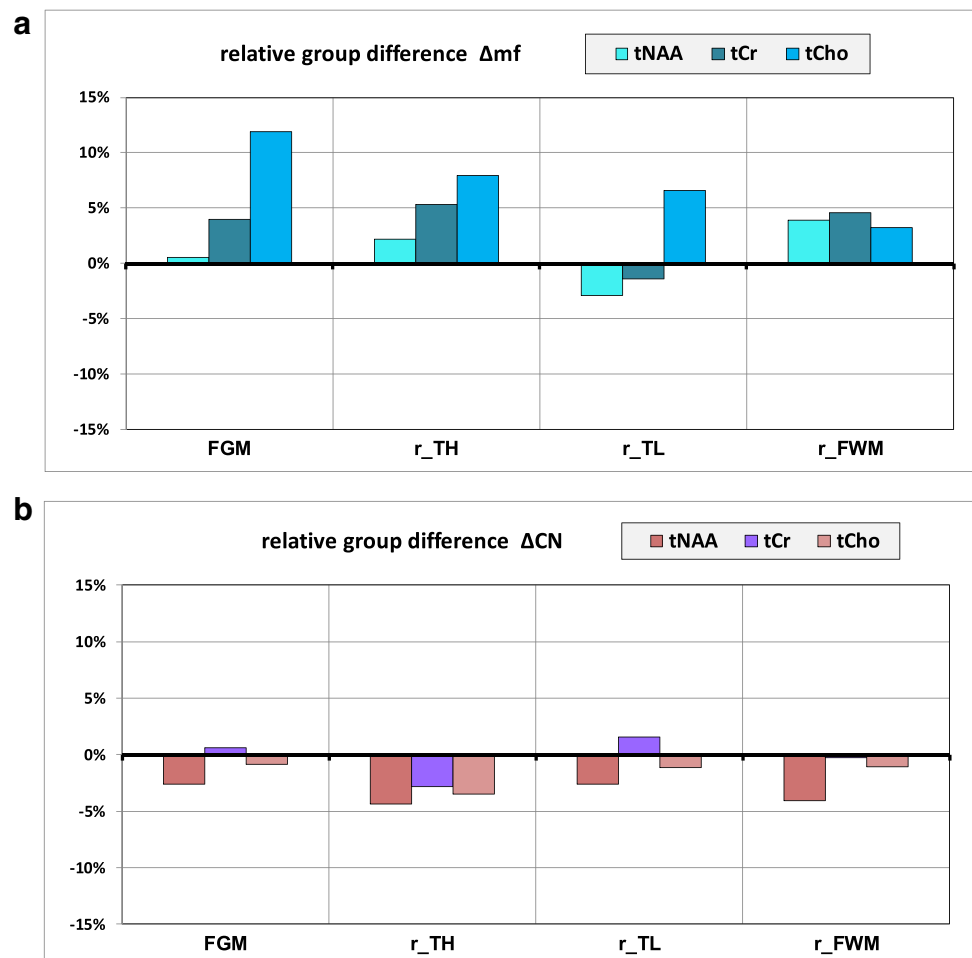 a
relative group difference Δmf
tNAA tCr tCho
15%
10%
5%
0%
-5%
-10%
-15%
FGM r_TH r_TL r_FWM
b
relative group difference ΔCN
tNAA tCr tCho
15%
10%
5%
0%
-5%
-10%
-15%
FGM r_TH r_TL r_FWM